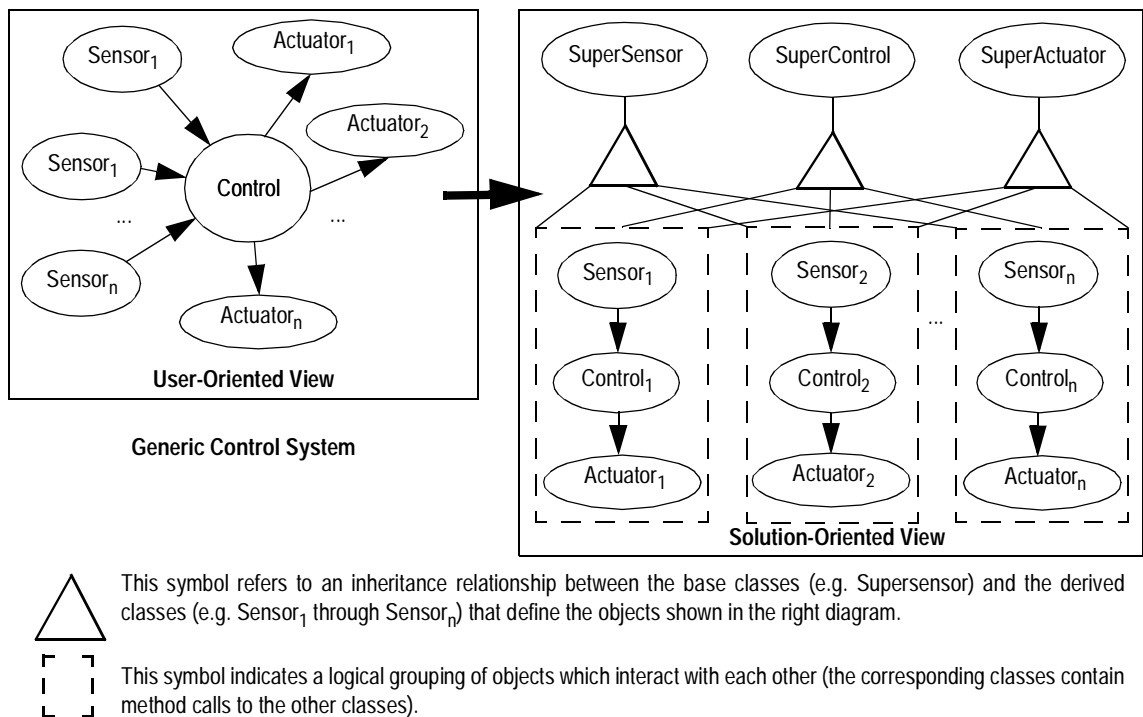 Sensor₁
Actuator₁
Actuator₂
Sensor₁
Control
...
...
Sensorₙ
Actuatorₙ
User-Oriented View
Generic Control System
SuperSensor
SuperControl
SuperActuator
Sensor₁
Sensor₂
Sensorₙ
...
Control₁
Control₂
Controlₙ
Actuator₁
Actuator₂
Actuatorₙ
Solution-Oriented View
This symbol refers to an inheritance relationship between the base classes (e.g. Supersensor) and the derived
classes (e.g. Sensor₁ through Sensorₙ) that define the objects shown in the right diagram.
This symbol indicates a logical grouping of objects which interact with each other (the corresponding classes contain
method calls to the other classes).